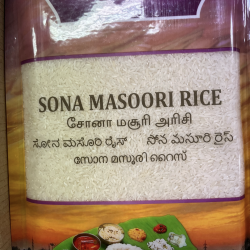 SONA MASOORI RICE
சோனா மசூரி அரிசி
సోన మసొరి రైస్ ಸೋನ ಮಸೂರಿ ರೈಸ್
സോന മസൂരി റൈസ്